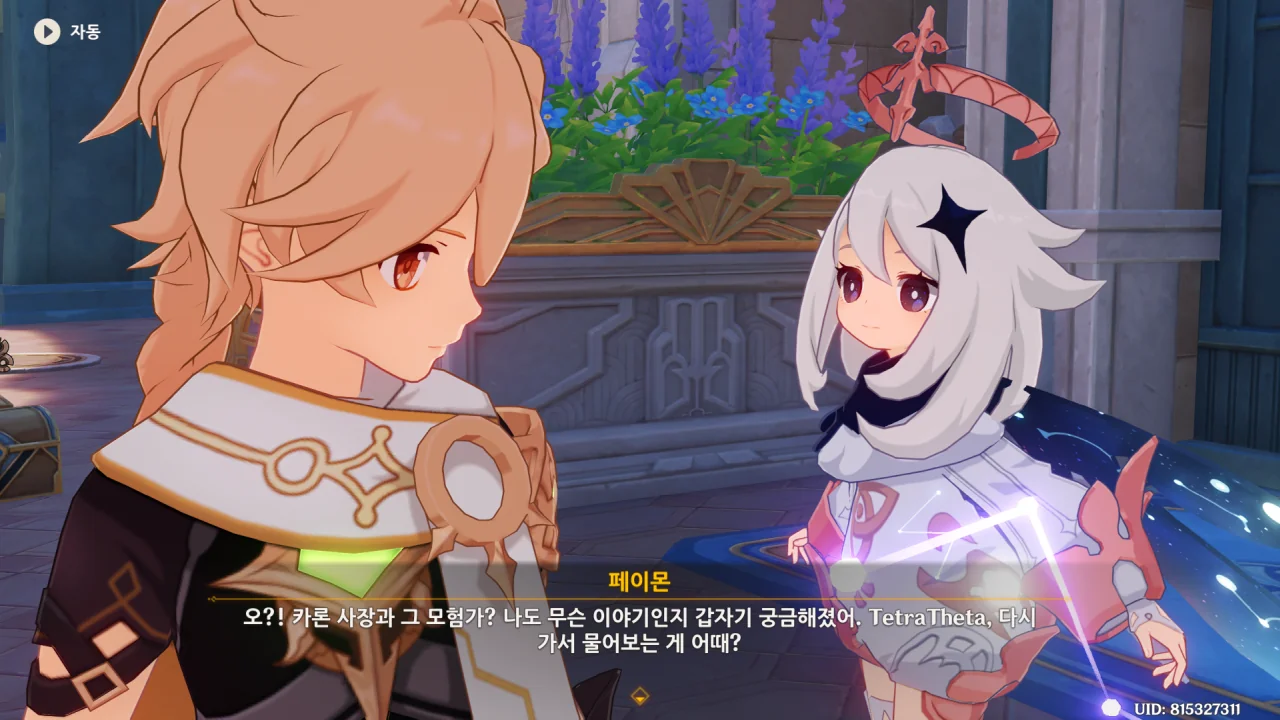 자동
페이몬
오?! 카론 사장과 그 모험가? 나도 무슨 이야기인지 갑자기 궁금해졌어. TetraTheta, 다시
가서 물어보는 게 어때?
UID: 815327311